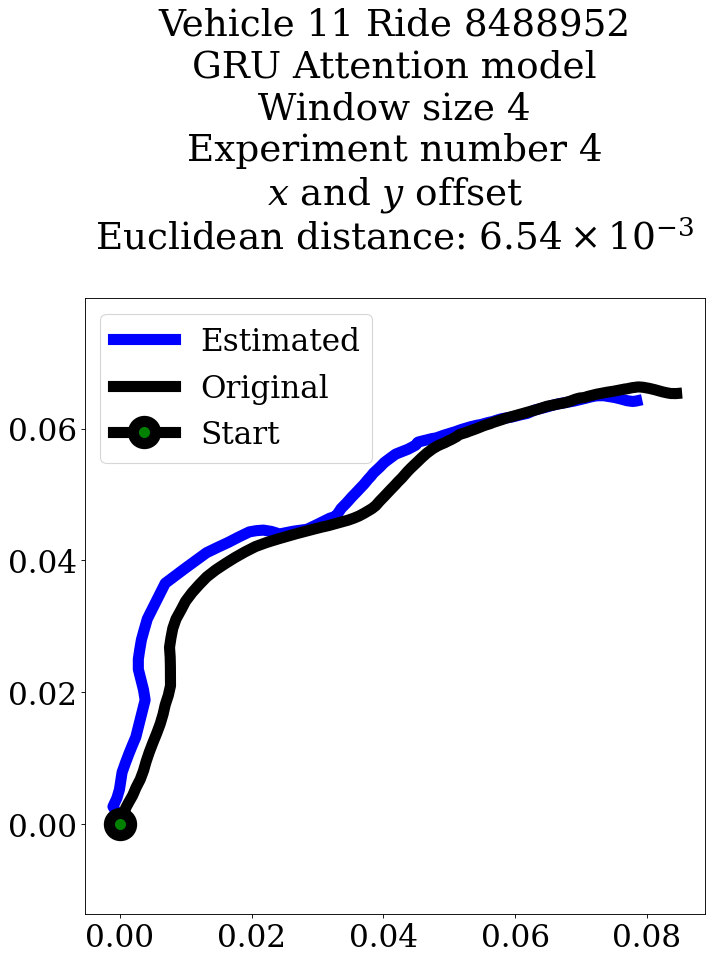 Vehicle 11 Ride 8488952
GRU Attention model
Window size 4
Experiment number 4
x and y offset
Euclidean distance: 6.54 × 10⁻³
Estimated
Original
Start
0.06
0.04
0.02
0.00
0.00 0.02 0.04 0.06 0.08